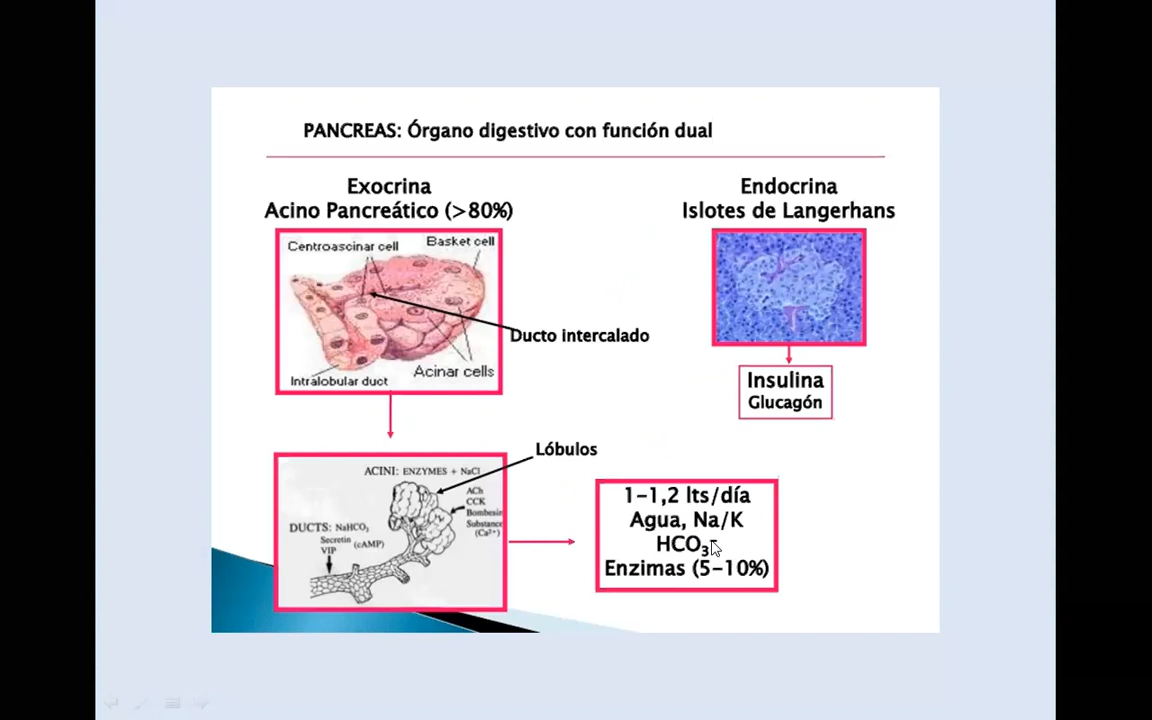 PANCREAS: Órgano digestivo con función dual
Exocrina
Acino Pancreático (>80%)
Centroascinar cell
Basket cell
Ducto intercalado
Acinar cells
Intralobular duct
Endocrina
Islotes de Langerhans
Insulina
Glucagón
Lóbulos
ACINI: ENZYMES + NaCl
ACh
CCK
Bombesin
Substance
(Ca²⁺)
DUCTS: NaHCO₃
Secretin
VIP
(cAMP)
1-1,2 lts/día
Agua, Na/K
HCO₃⁻
Enzimas (5-10%)